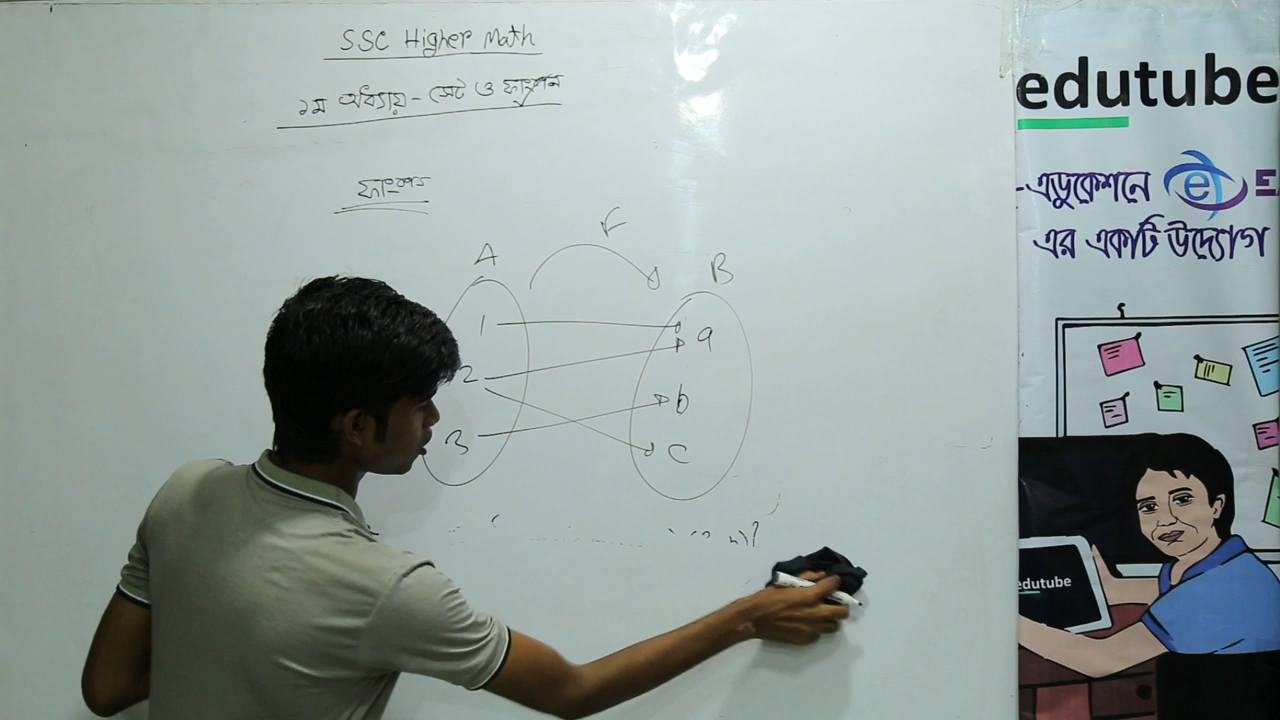 SSC Higher Math
১ম অধ্যায় - সেট ও ফাংশন
ফাংশন
F
A
B
1
a
2
b
3
c
edutube
-এডুকেশনে
এর একটি উদ্যোগ
edutube